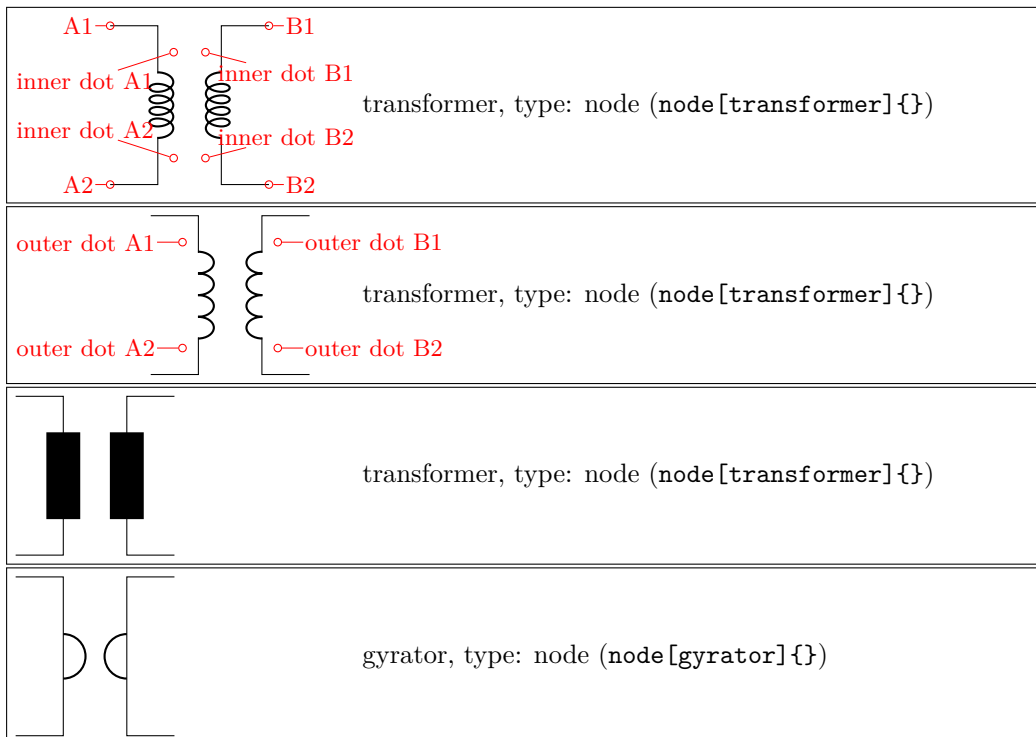 A1
B1
inner dot A1
inner dot B1
transformer, type: node (node[transformer]{})
inner dot A2
inner dot B2
A2
B2
outer dot A1
outer dot B1
transformer, type: node (node[transformer]{})
outer dot A2
outer dot B2
transformer, type: node (node[transformer]{})
gyrator, type: node (node[gyrator]{})